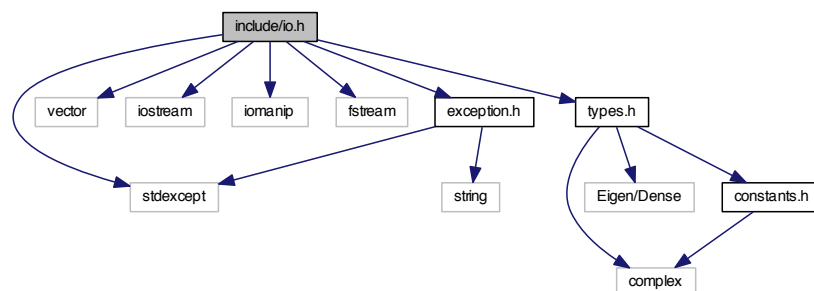 include/io.h
vector
iostream
iomanip
fstream
exception.h
types.h
stdexcept
string
Eigen/Dense
constants.h
complex